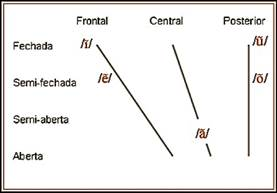 Frontal Central Posterior
Fechada /ĩ/ /ũ/
Semi-fechada /ẽ/ /õ/
Semi-aberta
/ã/
Aberta